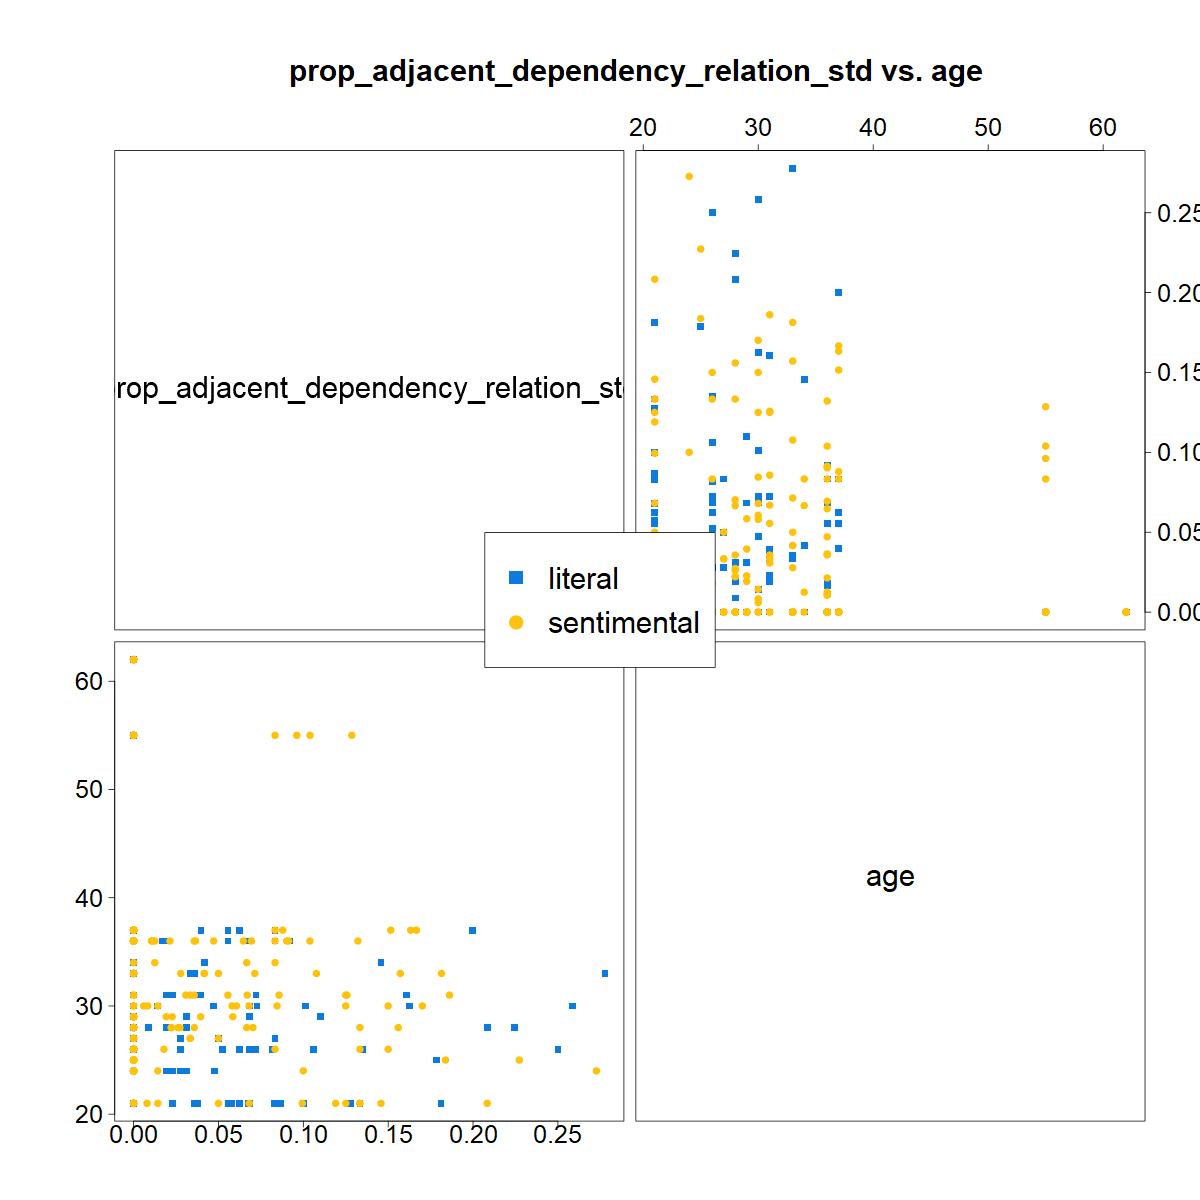 prop_adjacent_dependency_relation_std vs. age
20 30 40 50 60
rop_adjacent_dependency_relation_st
0.25
0.20
0.15
0.10
0.05
0.00
literal
sentimental
60
50
40
30
20
age
0.00 0.05 0.10 0.15 0.20 0.25